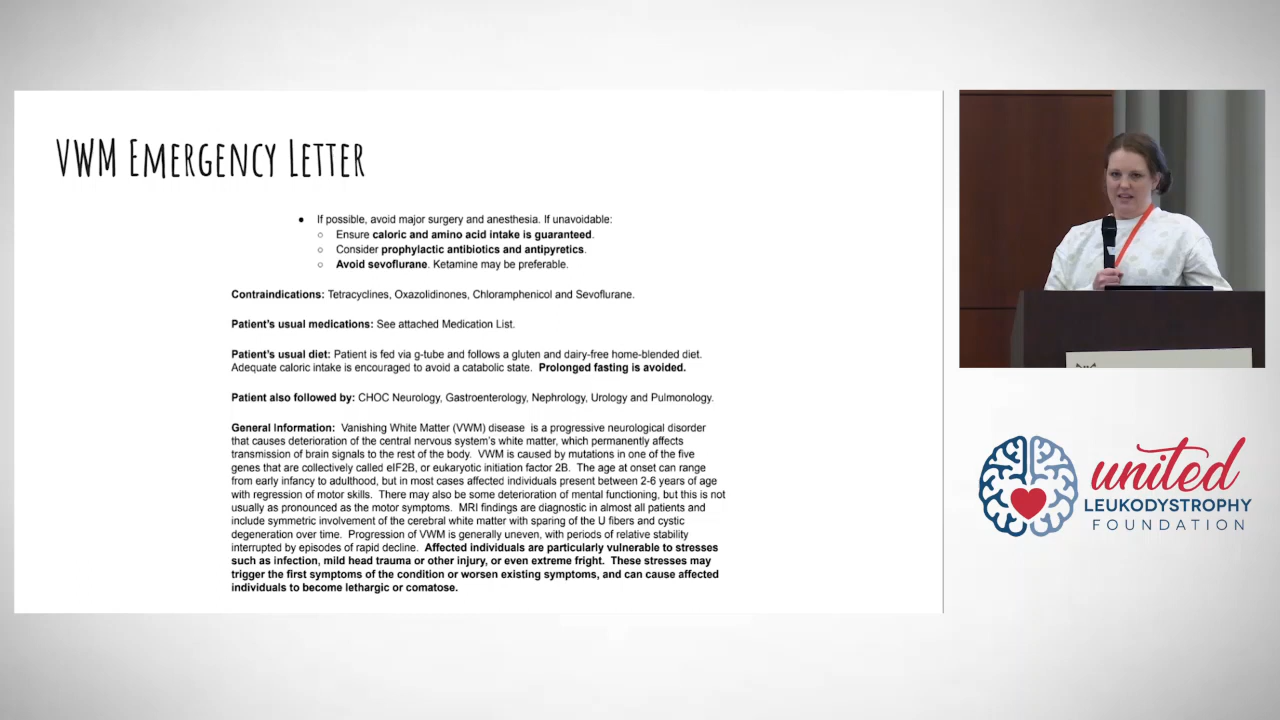 VWM Emergency Letter
● If possible, avoid major surgery and anesthesia. If unavoidable:
○ Ensure caloric and amino acid intake is guaranteed.
○ Consider prophylactic antibiotics and antipyretics.
○ Avoid sevoflurane. Ketamine may be preferable.
Contraindications: Tetracyclines, Oxazolidinones, Chloramphenicol and Sevoflurane.
Patient's usual medications: See attached Medication List.
Patient's usual diet: Patient is fed via g-tube and follows a gluten and dairy-free home-blended diet.
Adequate caloric intake is encouraged to avoid a catabolic state. Prolonged fasting is avoided.
Patient also followed by: CHOC Neurology, Gastroenterology, Nephrology, Urology and Pulmonology.
General Information: Vanishing White Matter (VWM) disease is a progressive neurological disorder
that causes deterioration of the central nervous system's white matter, which permanently affects
transmission of brain signals to the rest of the body. VWM is caused by mutations in one of the five
genes that are collectively called eIF2B, or eukaryotic initiation factor 2B. The age at onset can range
from early infancy to adulthood, but in most cases affected individuals present between 2-6 years of age
with regression of motor skills. There may also be some deterioration of mental functioning, but this is not
usually as pronounced as the motor symptoms. MRI findings are diagnostic in almost all patients and
include symmetric involvement of the cerebral white matter with sparing of the U fibers and cystic
degeneration over time. Progression of VWM is generally uneven, with periods of relative stability
interrupted by episodes of rapid decline. Affected individuals are particularly vulnerable to stresses
such as infection, mild head trauma or other injury, or even extreme fright. These stresses may
trigger the first symptoms of the condition or worsen existing symptoms, and can cause affected
individuals to become lethargic or comatose.
united
LEUKODYSTROPHY
FOUNDATION